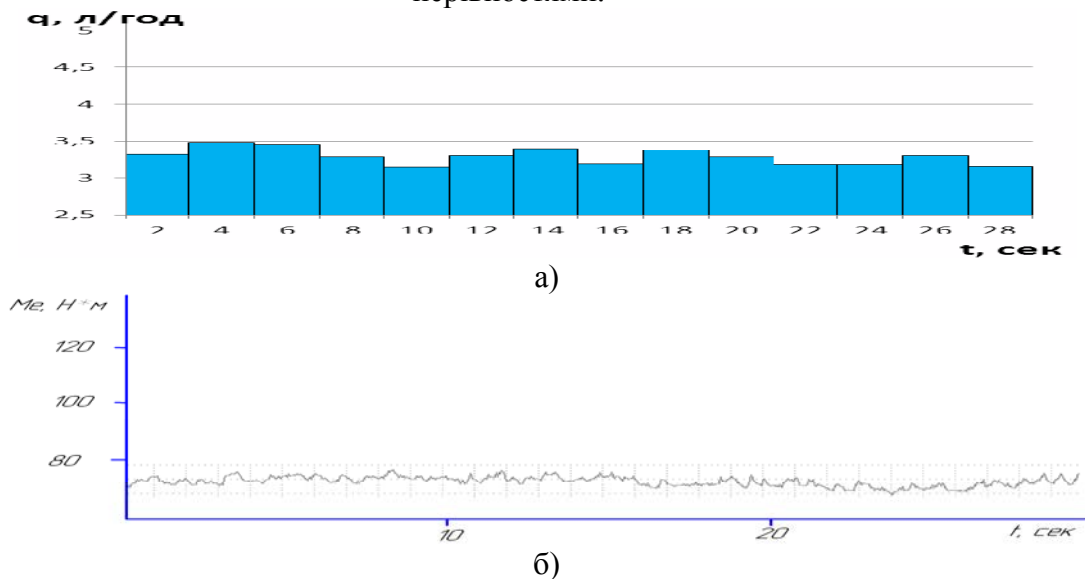 нерівностями.
q, л/год
5
4,5
4
3,5
3
2,5
2 4 6 8 10 12 14 16 18 20 22 24 26 28
t, сек
а)
Me, Н*м
120
100
80
10 20 t, сек
б)